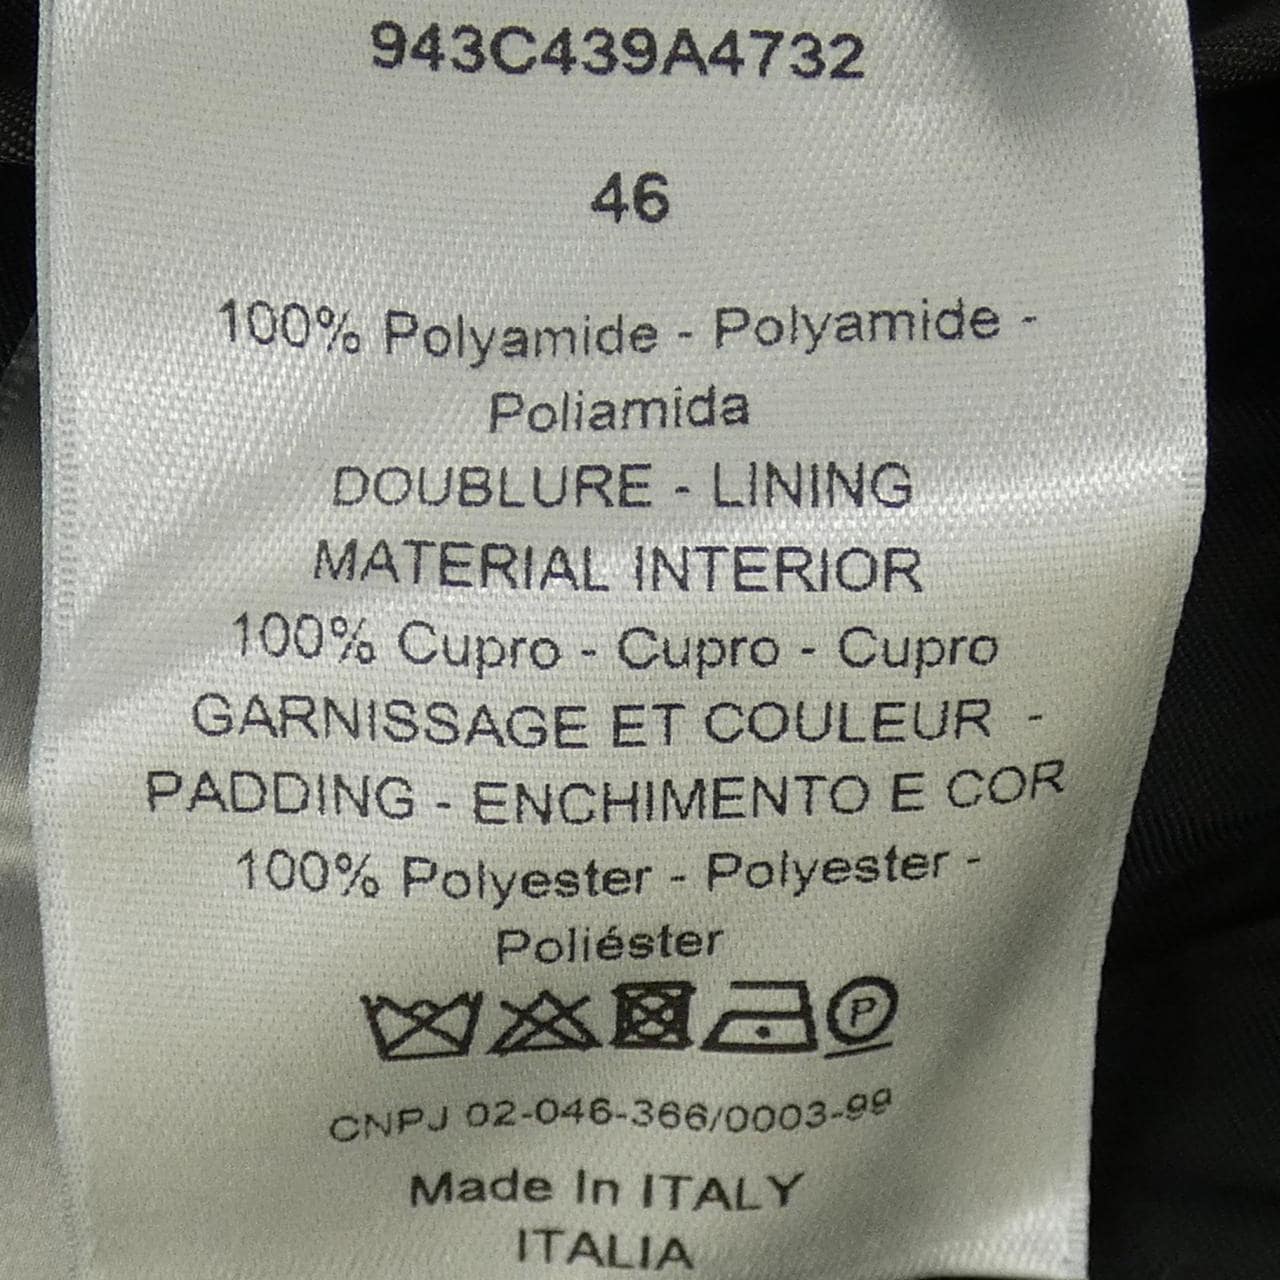 943C439A4732
46
100% Polyamide - Polyamide -
Poliamida
DOUBLURE - LINING
MATERIAL INTERIOR
100% Cupro - Cupro - Cupro
GARNISSAGE ET COULEUR -
PADDING - ENCHIMENTO E COR
100% Polyester - Polyester -
Poliéster
P
CNPJ 02-046-366/0003-99
Made In ITALY
ITALIA